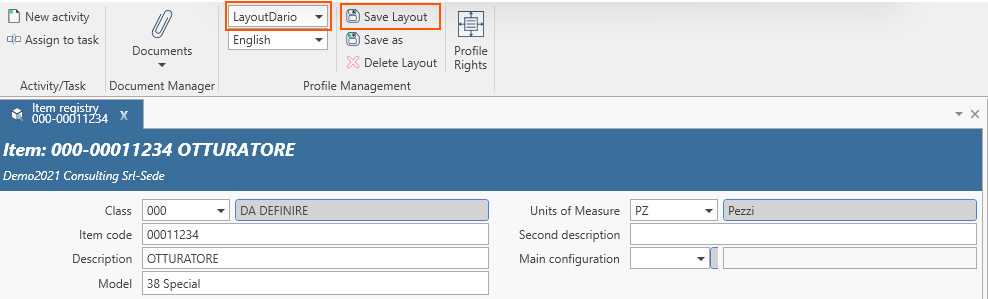 New activity
Assign to task
Activity/Task
Documents
Document Manager
LayoutDario
English
Save Layout
Save as
Delete Layout
Profile Management
Profile
Rights
Item registry
000-00011234
X
Item: 000-00011234 OTTURATORE
Demo2021 Consulting Srl-Sede
Class 000 DA DEFINIRE Units of Measure PZ Pezzi
Item code 00011234 Second description
Description OTTURATORE Main configuration
Model 38 Special